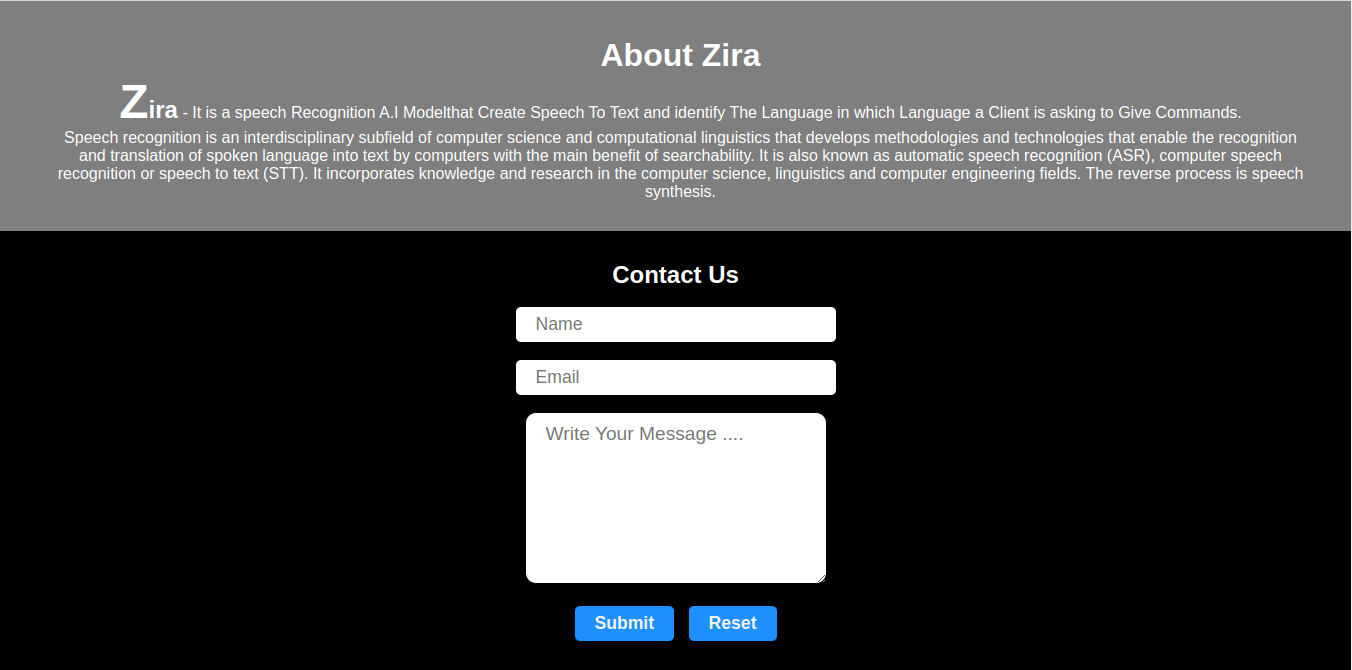 About Zira
Zira - It is a speech Recognition A.I Modelthat Create Speech To Text and identify The Language in which Language a Client is asking to Give Commands.
Speech recognition is an interdisciplinary subfield of computer science and computational linguistics that develops methodologies and technologies that enable the recognition
and translation of spoken language into text by computers with the main benefit of searchability. It is also known as automatic speech recognition (ASR), computer speech
recognition or speech to text (STT). It incorporates knowledge and research in the computer science, linguistics and computer engineering fields. The reverse process is speech
synthesis.
Contact Us
Name
Email
Write Your Message ....
Submit Reset